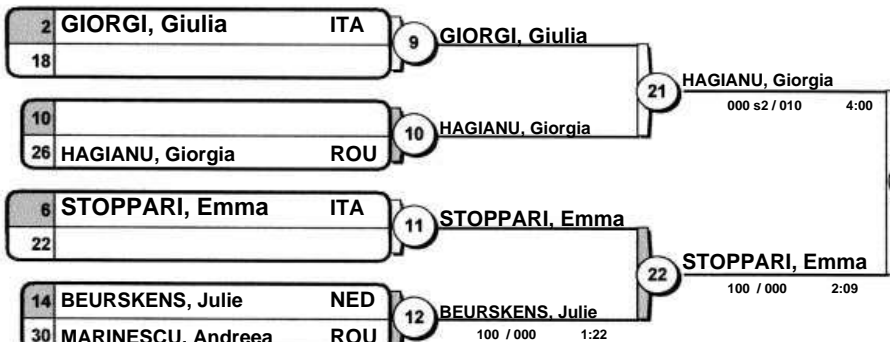 2 GIORGI, Giulia ITA
18
9 GIORGI, Giulia
10
26 HAGIANU, Giorgia ROU
10 HAGIANU, Giorgia
21 HAGIANU, Giorgia
000 s2 / 010 4:00
6 STOPPARI, Emma ITA
22
11 STOPPARI, Emma
14 BEURSKENS, Julie NED
30 MARINESCU, Andreea ROU
12 BEURSKENS, Julie
100 / 000 1:22
22 STOPPARI, Emma
100 / 000 2:09